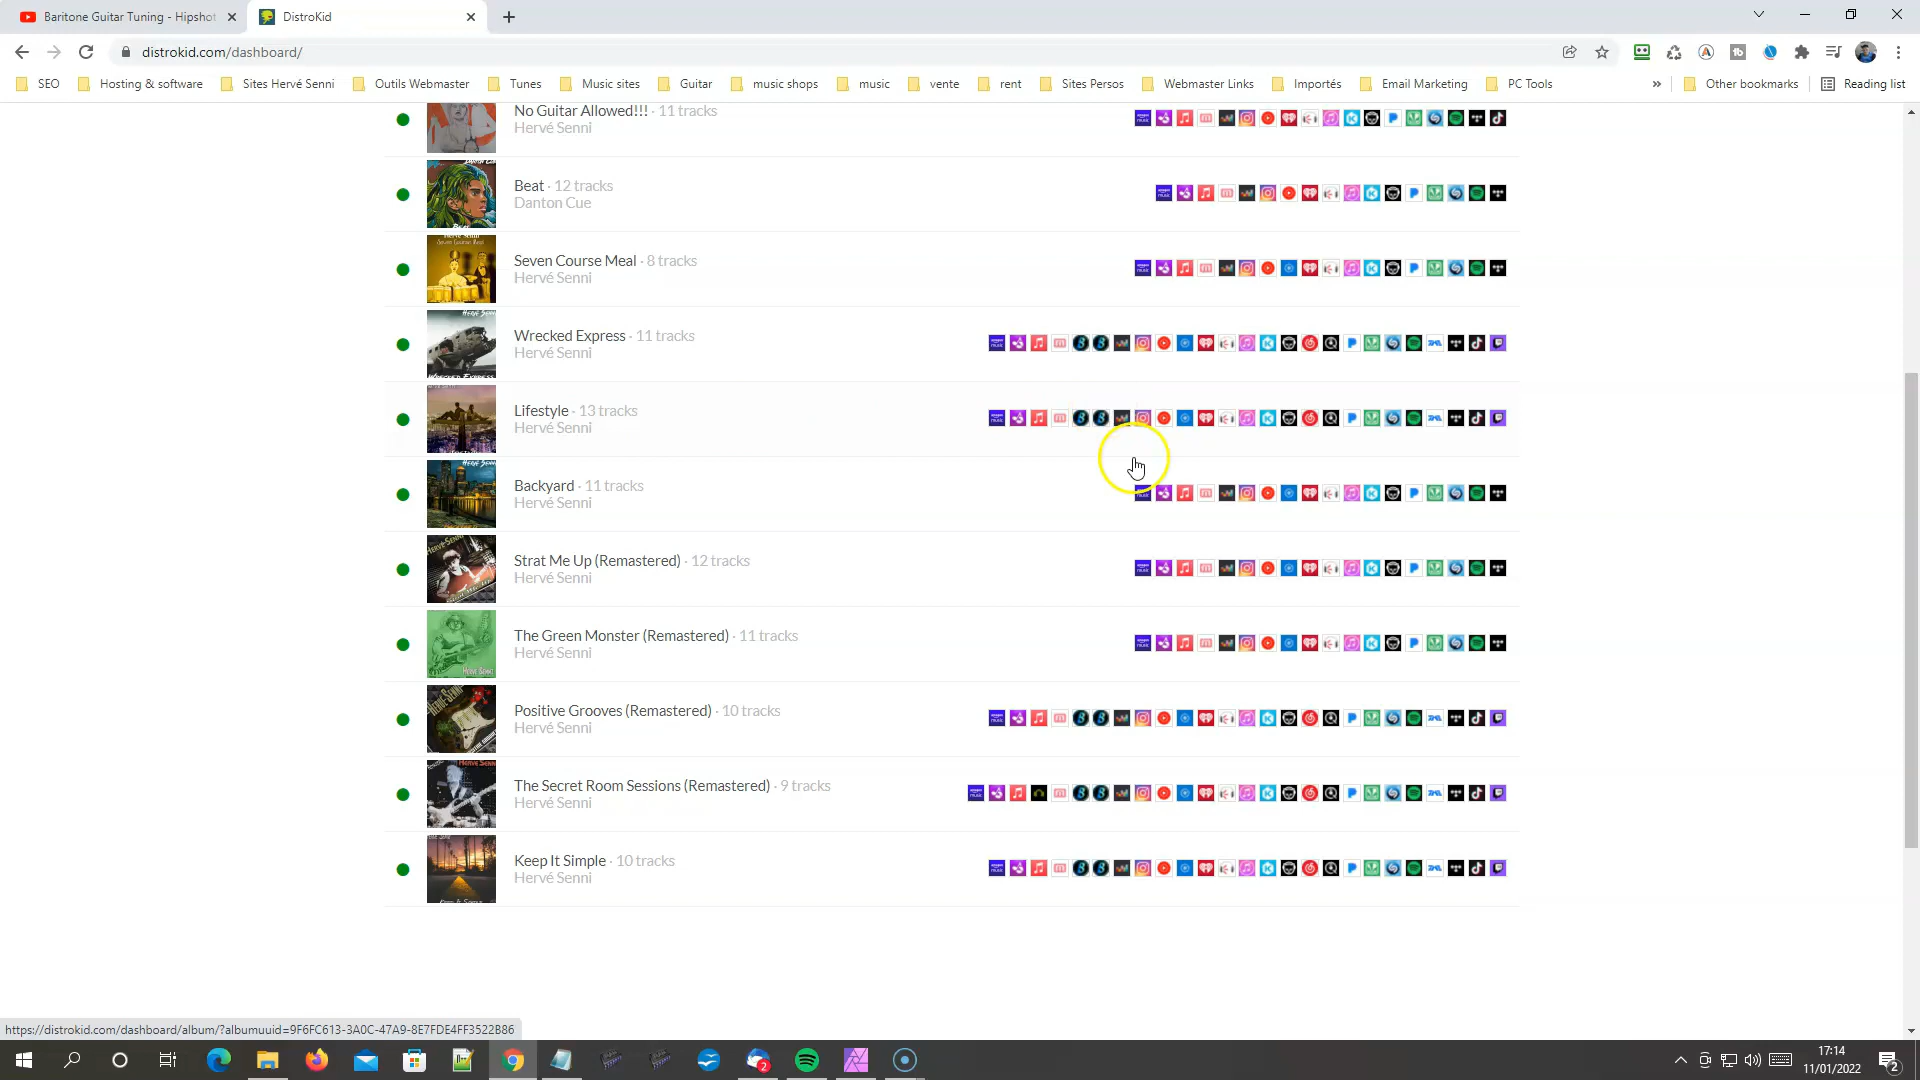 Baritone Guitar Tuning - Hipshot
DistroKid
distrokid.com/dashboard/
SEO
Hosting & software
Sites Hervé Senni
Outils Webmaster
Tunes
Music sites
Guitar
music shops
music
vente
rent
Sites Persos
Webmaster Links
Importés
Email Marketing
PC Tools
»
Other bookmarks
Reading list
No Guitar Allowed!!! · 11 tracks
Hervé Senni
Beat · 12 tracks
Danton Cue
Seven Course Meal · 8 tracks
Hervé Senni
Wrecked Express · 11 tracks
Hervé Senni
Lifestyle · 13 tracks
Hervé Senni
Backyard · 11 tracks
Hervé Senni
Strat Me Up (Remastered) · 12 tracks
Hervé Senni
The Green Monster (Remastered) · 11 tracks
Hervé Senni
Positive Grooves (Remastered) · 10 tracks
Hervé Senni
The Secret Room Sessions (Remastered) · 9 tracks
Hervé Senni
Keep It Simple · 10 tracks
Hervé Senni
https://distrokid.com/dashboard/album/?albumuuid=9F6FC613-3A0C-47A9-8E7FDE4FF3522B86
17:14
11/01/2022